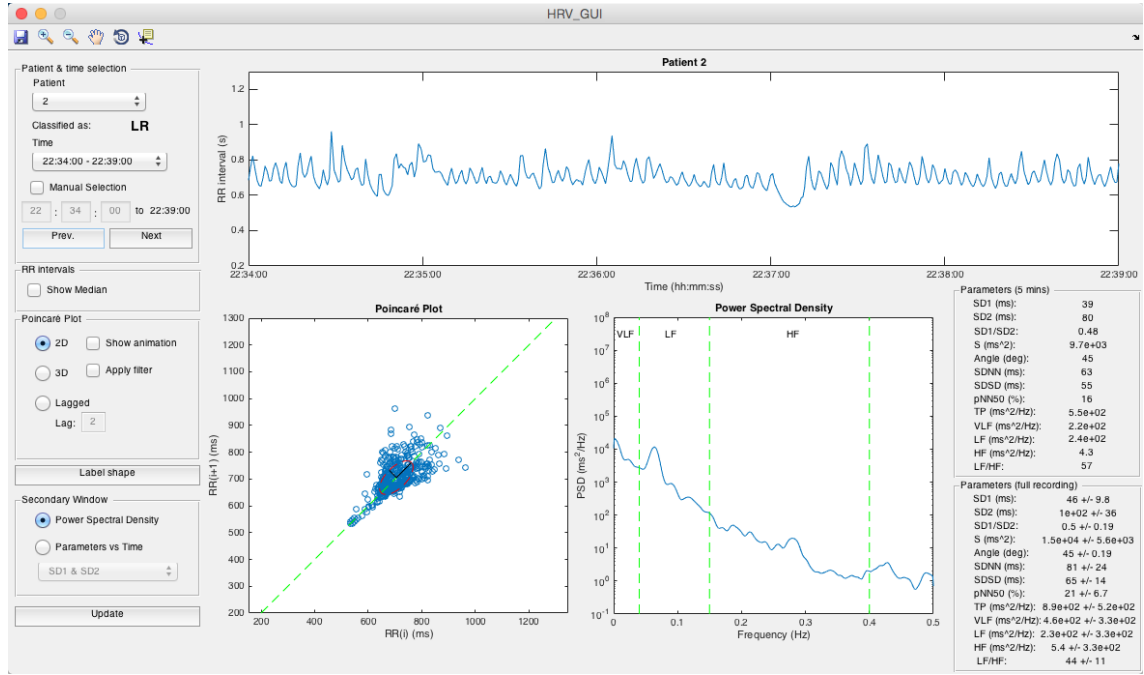 HRV_GUI
Patient & time selection
Patient
2
Classified as: LR
Time
22:34:00 - 22:39:00
Manual Selection
22 : 34 : 00 to 22:39:00
Prev. Next
RR intervals
Show Median
Poincaré Plot
2D Show animation
3D Apply filter
Lagged
Lag: 2
Label shape
Secondary Window
Power Spectral Density
Parameters vs Time
SD1 & SD2
Update
Patient 2
RR interval (s)
1.2
1
0.8
0.6
0.4
0.2
22:34:00 22:35:00 22:36:00 22:37:00 22:38:00 22:39:00
Time (hh:mm:ss)
Poincaré Plot
RR(i+1) (ms)
1300
1200
1100
1000
900
800
700
600
500
400
300
200
200 400 600 800 1000 1200
RR(i) (ms)
Power Spectral Density
VLF LF HF
PSD (ms²/Hz)
10⁸
10⁷
10⁶
10⁵
10⁴
10³
10²
10¹
10⁰
10⁻¹
0 0.1 0.2 0.3 0.4 0.5
Frequency (Hz)
Parameters (5 mins)
SD1 (ms): 39
SD2 (ms): 80
SD1/SD2: 0.48
S (ms^2): 9.7e+03
Angle (deg): 45
SDNN (ms): 63
SDSD (ms): 55
pNN50 (%): 16
TP (ms^2/Hz): 5.5e+02
VLF (ms^2/Hz): 2.2e+02
LF (ms^2/Hz): 2.4e+02
HF (ms^2/Hz): 4.3
LF/HF: 57
Parameters (full recording)
SD1 (ms): 46 +/- 9.8
SD2 (ms): 1e+02 +/- 36
SD1/SD2: 0.5 +/- 0.19
S (ms^2): 1.5e+04 +/- 5.6e+03
Angle (deg): 45 +/- 0.19
SDNN (ms): 81 +/- 24
SDSD (ms): 65 +/- 14
pNN50 (%): 21 +/- 6.7
TP (ms^2/Hz): 8.9e+02 +/- 5.2e+02
VLF (ms^2/Hz): 4.6e+02 +/- 3.3e+02
LF (ms^2/Hz): 2.3e+02 +/- 3.3e+02
HF (ms^2/Hz): 5.4 +/- 3.3e+02
LF/HF: 44 +/- 11